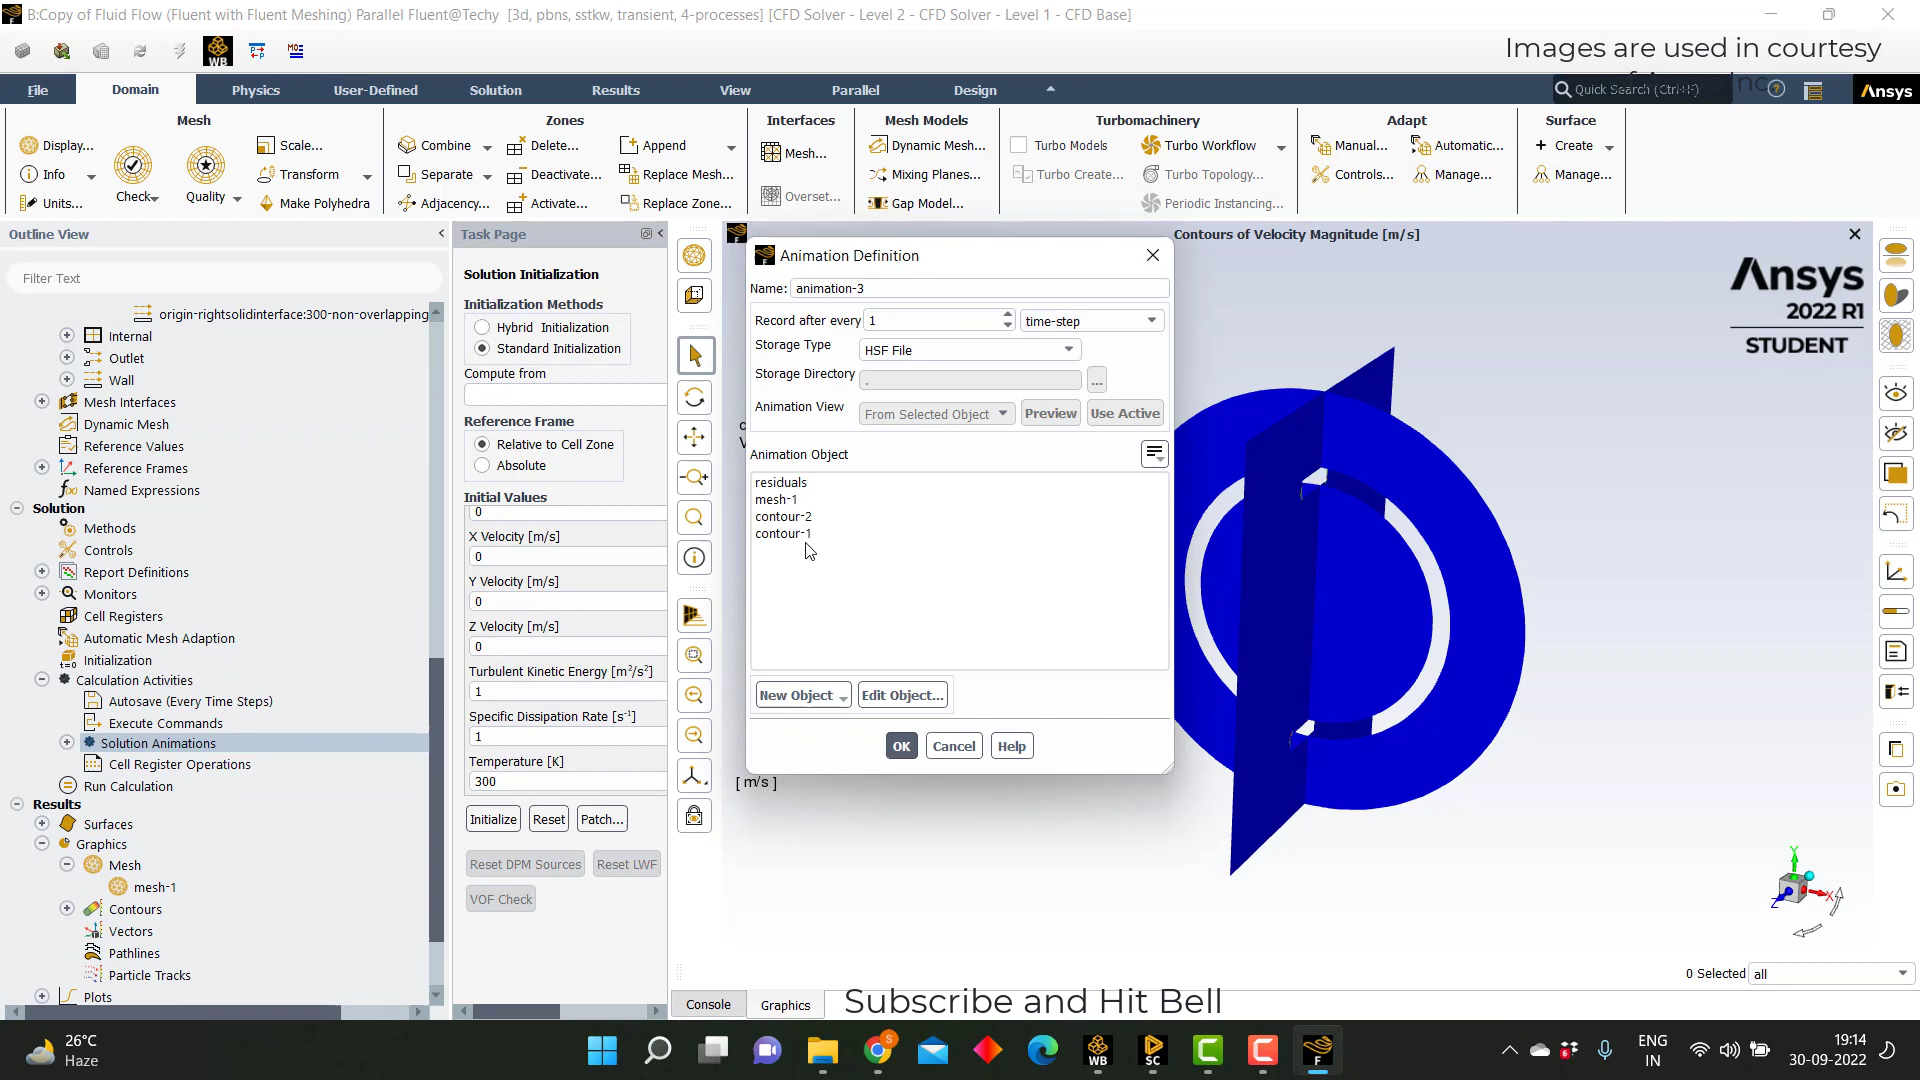 B:Copy of Fluid Flow (Fluent with Fluent Meshing) Parallel Fluent@Techy [3d, pbns, sstkw, transient, 4-processes] [CFD Solver - Level 2 - CFD Solver - Level 1 - CFD Base]
WB
Images are used in courtesy
File Domain Physics User-Defined Solution Results View Parallel Design
Quick Search (Ctrl+F)
Ansys
Mesh
Display...
Info
Units...
Check
Quality
Scale...
Transform
Make Polyhedra
Zones
Combine
Separate
Adjacency...
Delete...
Deactivate...
Activate...
Append
Replace Mesh...
Replace Zone...
Interfaces
Mesh...
Overset...
Mesh Models
Dynamic Mesh...
Mixing Planes...
Gap Model...
Turbomachinery
Turbo Models
Turbo Create...
Turbo Workflow
Turbo Topology...
Periodic Instancing...
Adapt
Manual...
Controls...
Automatic...
Manage...
Surface
+ Create
Manage...
Outline View
Filter Text
origin-rightsolidinterface:300-non-overlapping
Internal
Outlet
Wall
Mesh Interfaces
Dynamic Mesh
Reference Values
Reference Frames
Named Expressions
Solution
Methods
Controls
Report Definitions
Monitors
Cell Registers
Automatic Mesh Adaption
Initialization
Calculation Activities
Autosave (Every Time Steps)
Execute Commands
Solution Animations
Cell Register Operations
Run Calculation
Results
Surfaces
Graphics
Mesh
mesh-1
Contours
Vectors
Pathlines
Particle Tracks
Plots
Task Page
Solution Initialization
Initialization Methods
Hybrid Initialization
Standard Initialization
Compute from
Reference Frame
Relative to Cell Zone
Absolute
Initial Values
0
X Velocity [m/s]
0
Y Velocity [m/s]
0
Z Velocity [m/s]
0
Turbulent Kinetic Energy [m²/s²]
1
Specific Dissipation Rate [s⁻¹]
1
Temperature [K]
300
Initialize Reset Patch...
Reset DPM Sources Reset LWF
VOF Check
Animation Definition
Name: animation-3
Record after every 1 time-step
Storage Type HSF File
Storage Directory . ...
Animation View From Selected Object Preview Use Active
Animation Object
residuals
mesh-1
contour-2
contour-1
New Object Edit Object...
OK Cancel Help
Contours of Velocity Magnitude [m/s]
Ansys
2022 R1
STUDENT
[ m/s ]
Y
X
Z
0 Selected all
Console Graphics
Subscribe and Hit Bell
26°C
Haze
S
WB
SC
F
6
ENG
IN
19:14
30-09-2022